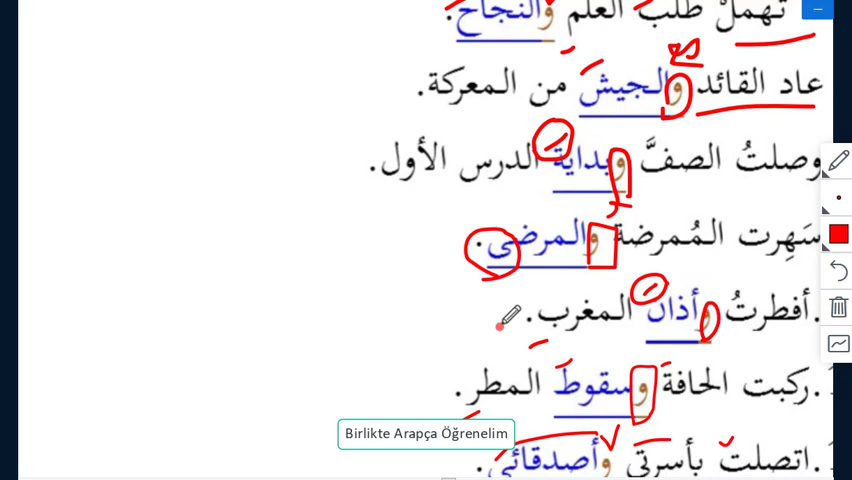 تهملْ طلب العلم والنجاح.
عاد القائد والجيش من المعركة.
وصلتُ الصفَّ وبداية الدرس الأول.
سَهِرت المُمرضة والمرضى.
.أفطرتُ وأذان المغرب.
.ركبت الحافة وسقوط المطر.
Birlikte Arapça Öğrenelim
.اتصلت بأسرتي وأصدقائي.